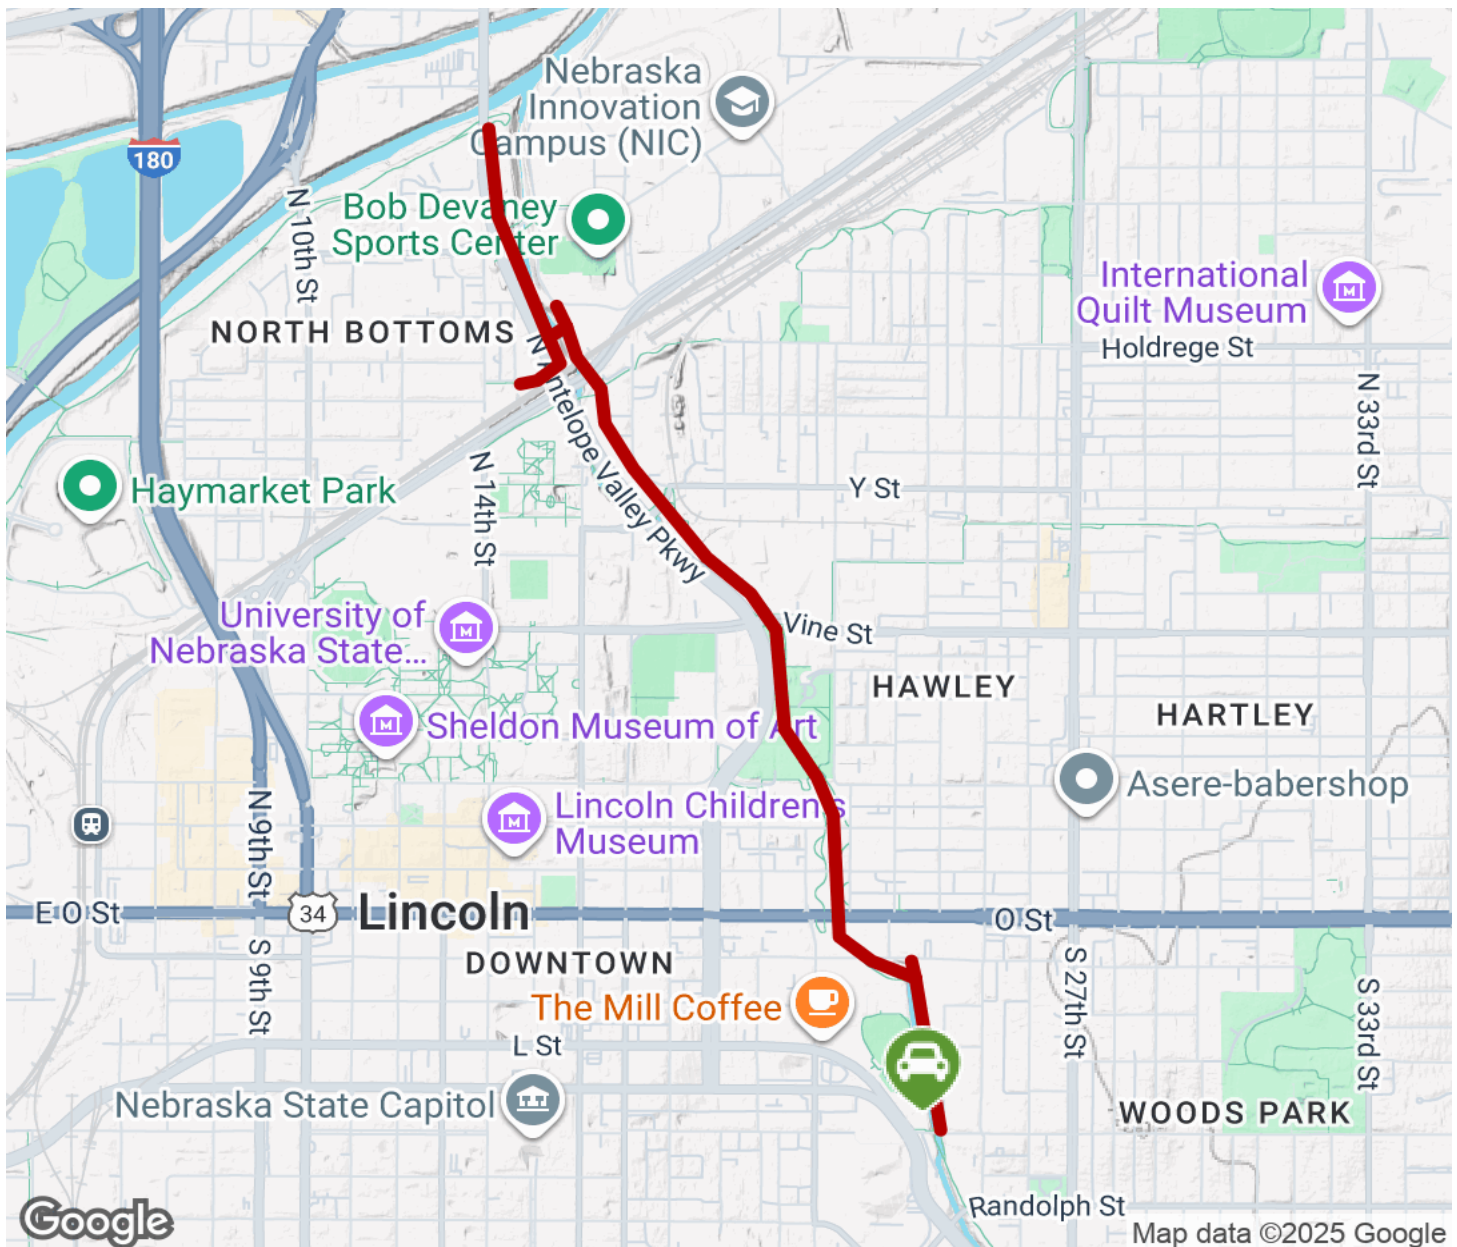 Nebraska
Innovation
Campus (NIC)
180
N 10th St
Bob Devaney
Sports Center
International
Quilt Museum
NORTH BOTTOMS
Holdrege St
N 33rd St
N Antelope Valley Pkwy
Haymarket Park
N 14th St
Y St
University of
Nebraska State...
Vine St
HAWLEY
HARTLEY
Sheldon Museum of Art
Asere-babershop
Lincoln Children's
Museum
N 9th St
E O St
34
Lincoln
O St
DOWNTOWN
S 9th St
S 27th St
S 33rd St
The Mill Coffee
L St
Nebraska State Capitol
WOODS PARK
Randolph St
Google
Map data ©2025 Google